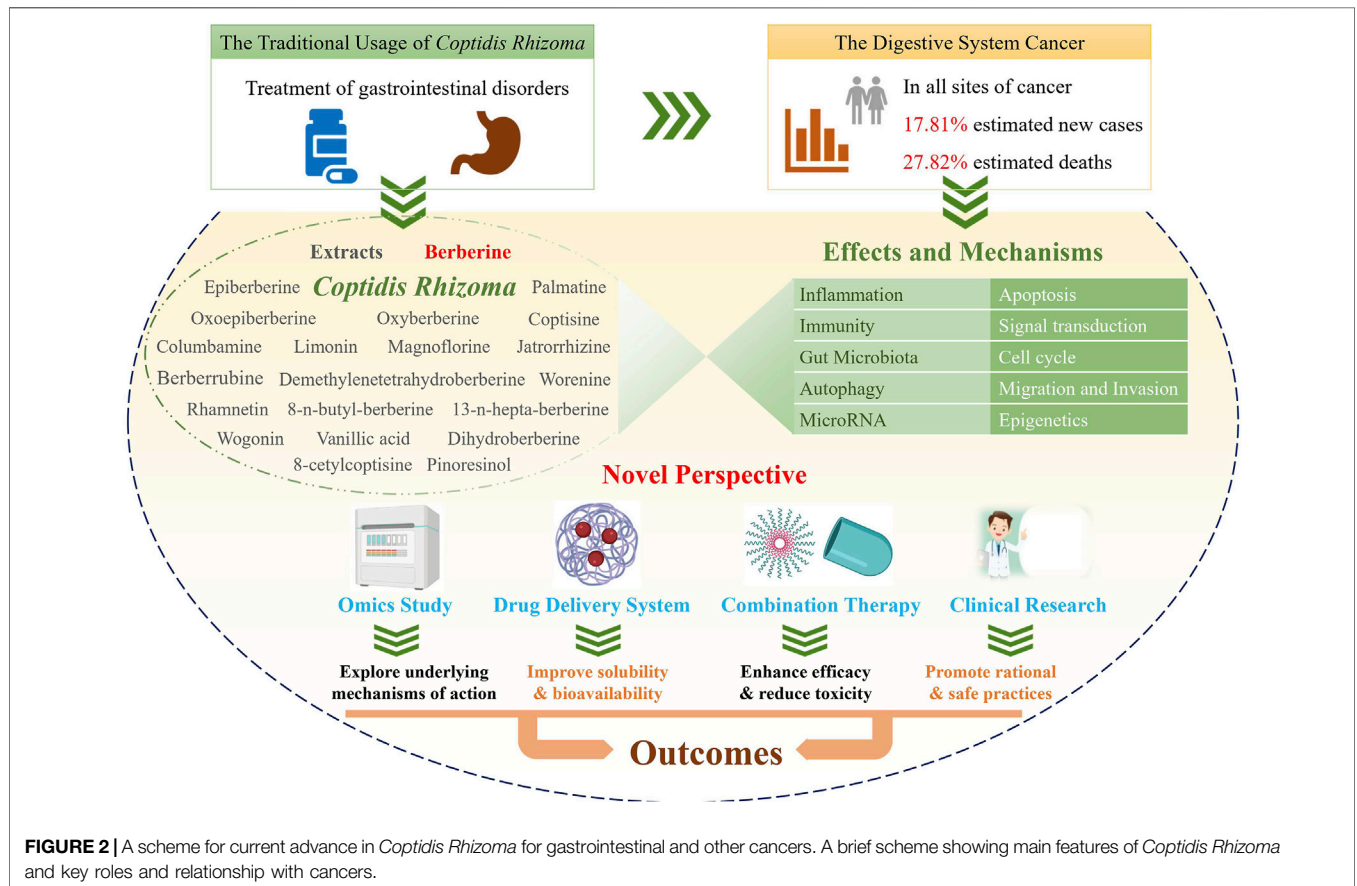 The Traditional Usage of Coptidis Rhizoma
Treatment of gastrointestinal disorders
The Digestive System Cancer
In all sites of cancer
17.81% estimated new cases
27.82% estimated deaths
Extracts Berberine
Epiberberine Coptidis Rhizoma Palmatine
Oxoepiberberine Oxyberberine Coptisine
Columbamine Limonin Magnoflorine Jatrorrhizine
Berberrubine Demethylenetetrahydroberberine Worenine
Rhamnetin 8-n-butyl-berberine 13-n-hepta-berberine
Wogonin Vanillic acid Dihydroberberine
8-cetylcoptisine Pinoresinol
Effects and Mechanisms
Inflammation Apoptosis
Immunity Signal transduction
Gut Microbiota Cell cycle
Autophagy Migration and Invasion
MicroRNA Epigenetics
Novel Perspective
Omics Study Drug Delivery System Combination Therapy Clinical Research
Explore underlying
mechanisms of action
Improve solubility
& bioavailability
Enhance efficacy
& reduce toxicity
Promote rational
& safe practices
Outcomes
FIGURE 2 | A scheme for current advance in Coptidis Rhizoma for gastrointestinal and other cancers. A brief scheme showing main features of Coptidis Rhizoma
and key roles and relationship with cancers.